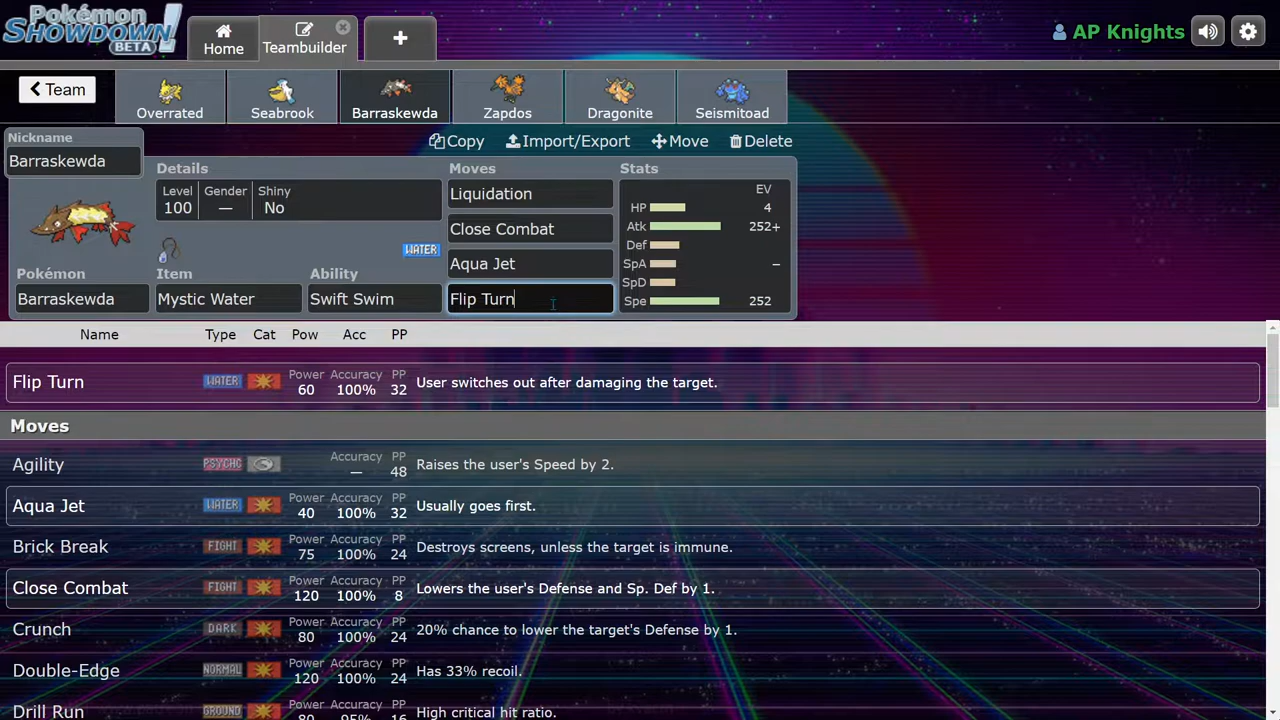 Pokémon
SHOWDOWN!
BETA
Home
Teambuilder
+
AP Knights
Team
Overrated
Seabrook
Barraskewda
Zapdos
Dragonite
Seismitoad
Nickname
Barraskewda
Copy
Import/Export
Move
Delete
Details
Moves
Stats
Level
Gender
Shiny
100
—
No
WATER
Pokémon
Item
Ability
Barraskewda
Mystic Water
Swift Swim
Liquidation
Close Combat
Aqua Jet
Flip Turn
EV
HP 4
Atk 252+
Def
SpA –
SpD
Spe 252
Name Type Cat Pow Acc PP
Flip Turn WATER Power 60 Accuracy 100% PP 32 User switches out after damaging the target.
Moves
Agility PSYCHC Accuracy — PP 48 Raises the user's Speed by 2.
Aqua Jet WATER Power 40 Accuracy 100% PP 32 Usually goes first.
Brick Break FIGHT Power 75 Accuracy 100% PP 24 Destroys screens, unless the target is immune.
Close Combat FIGHT Power 120 Accuracy 100% PP 8 Lowers the user's Defense and Sp. Def by 1.
Crunch DARK Power 80 Accuracy 100% PP 24 20% chance to lower the target's Defense by 1.
Double-Edge NORMAL Power 120 Accuracy 100% PP 24 Has 33% recoil.
Drill Run GROUND Power 80 Accuracy 95% PP 16 High critical hit ratio.